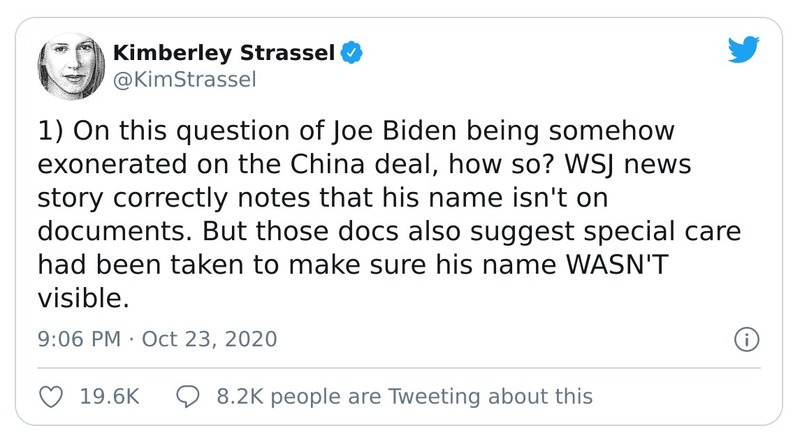 Kimberley Strassel
@KimStrassel
1) On this question of Joe Biden being somehow
exonerated on the China deal, how so? WSJ news
story correctly notes that his name isn't on
documents. But those docs also suggest special care
had been taken to make sure his name WASN'T
visible.
9:06 PM · Oct 23, 2020
19.6K 8.2K people are Tweeting about this